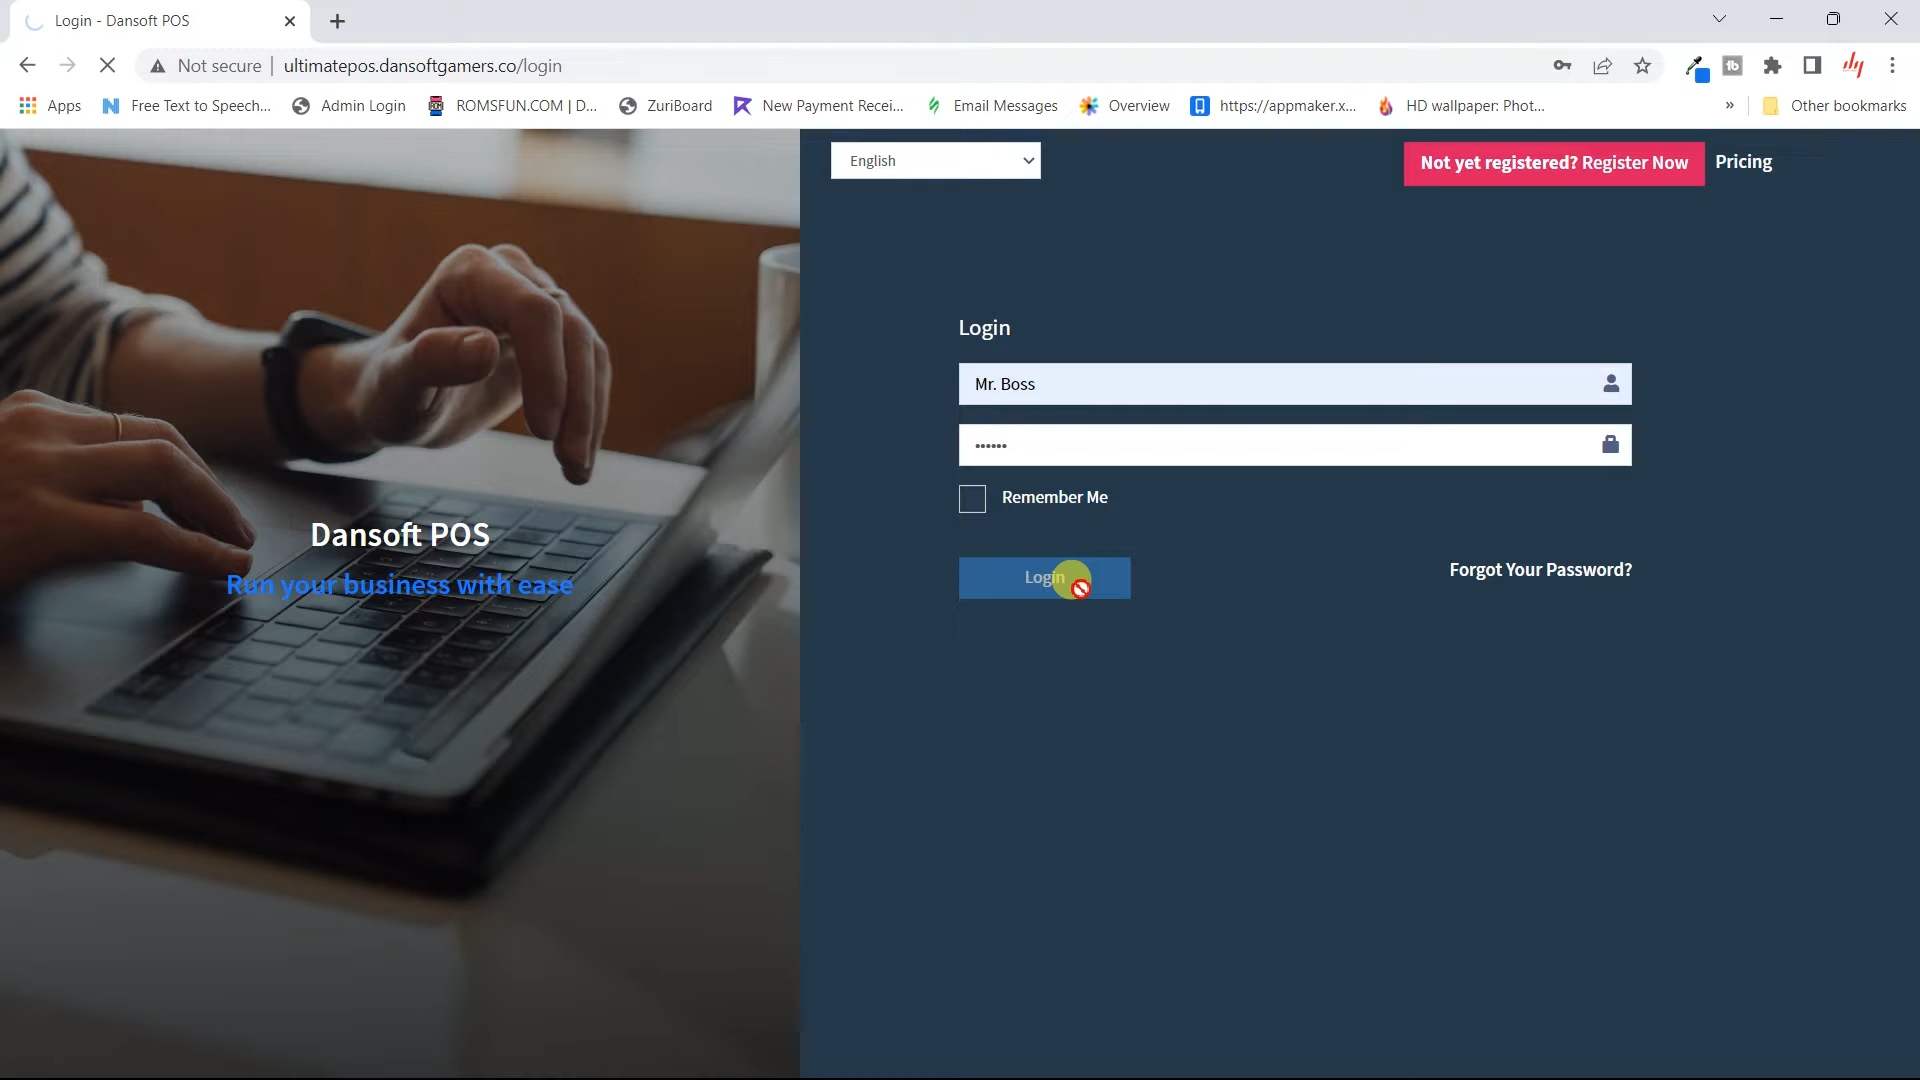 Login - Dansoft POS
Not secure
ultimatepos.dansoftgamers.co/login
Apps
Free Text to Speech...
Admin Login
ROMSFUN.COM | D...
ZuriBoard
New Payment Recei...
Email Messages
Overview
https://appmaker.x...
HD wallpaper: Phot...
»
Other bookmarks
English
Not yet registered? Register Now
Pricing
Login
Mr. Boss
••••••
Remember Me
Login
Forgot Your Password?
Dansoft POS
Run your business with ease